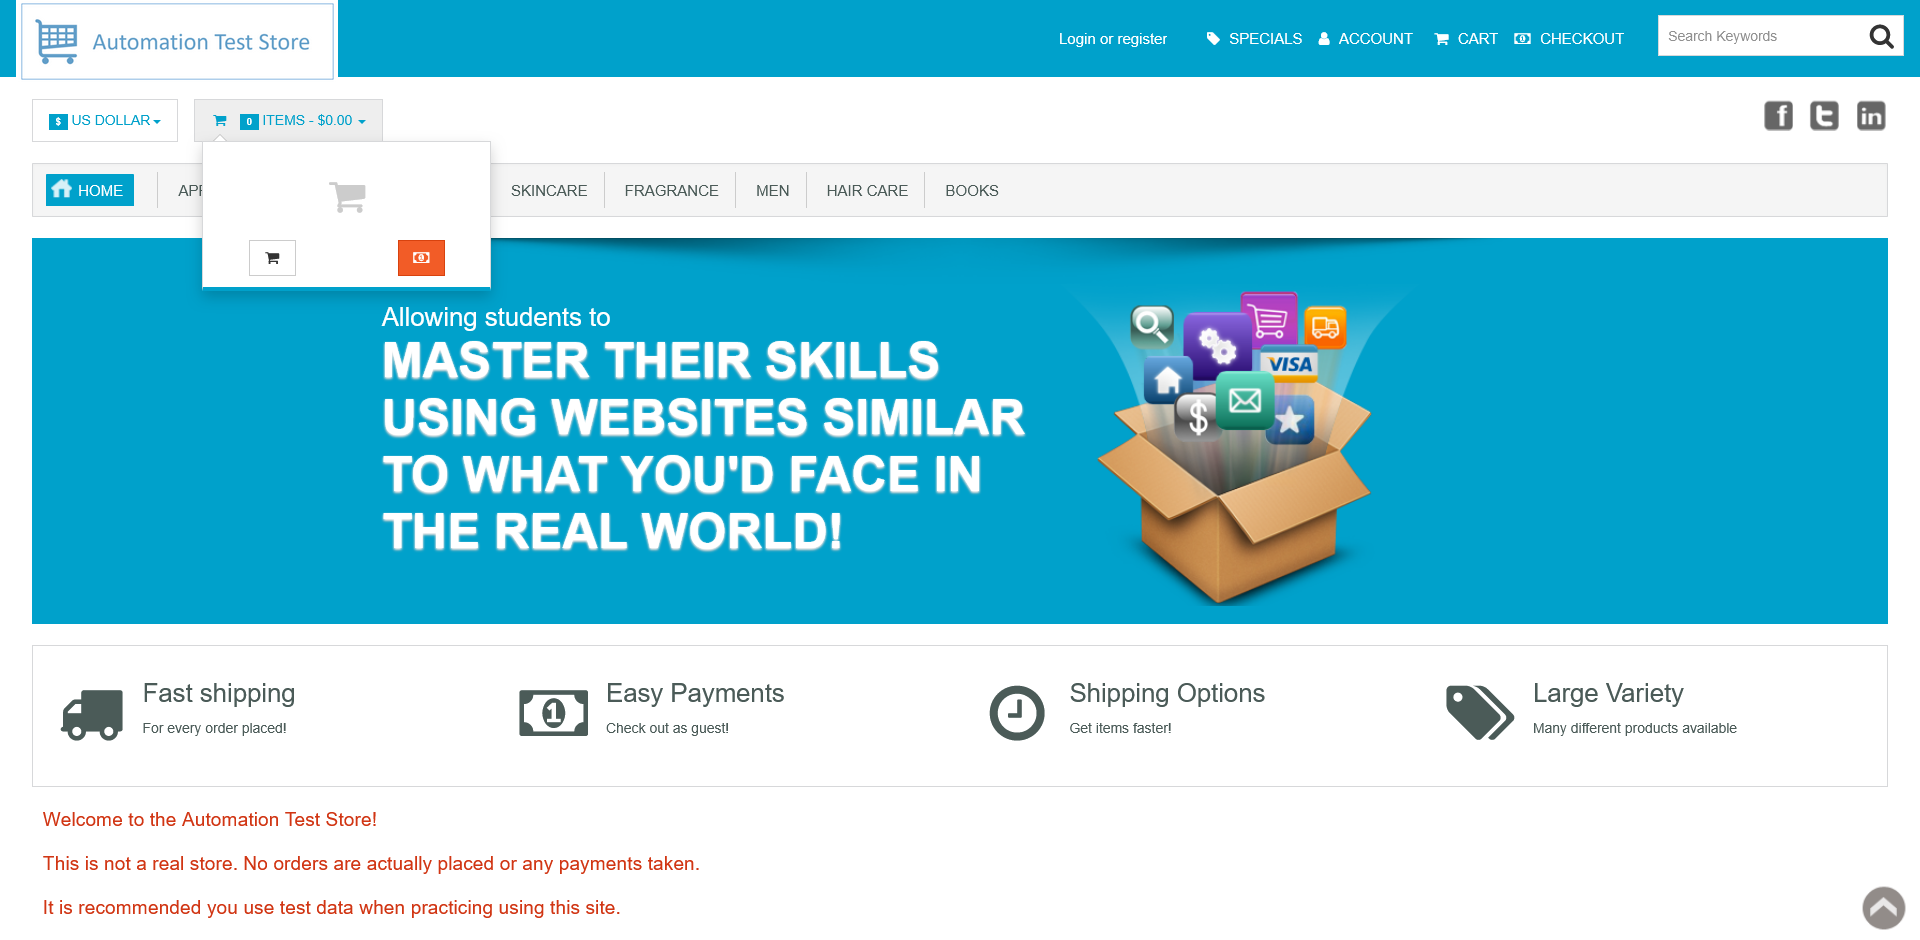 Automation Test Store
Login or register
SPECIALS
ACCOUNT
CART
CHECKOUT
Search Keywords
$ US DOLLAR
0 ITEMS - $0.00
f
t
in
HOME
SKINCARE
FRAGRANCE
MEN
HAIR CARE
BOOKS
Allowing students to
MASTER THEIR SKILLS
USING WEBSITES SIMILAR
TO WHAT YOU'D FACE IN
THE REAL WORLD!
VISA
$
Fast shipping
For every order placed!
1
Easy Payments
Check out as guest!
Shipping Options
Get items faster!
Large Variety
Many different products available
Welcome to the Automation Test Store!
This is not a real store. No orders are actually placed or any payments taken.
It is recommended you use test data when practicing using this site.